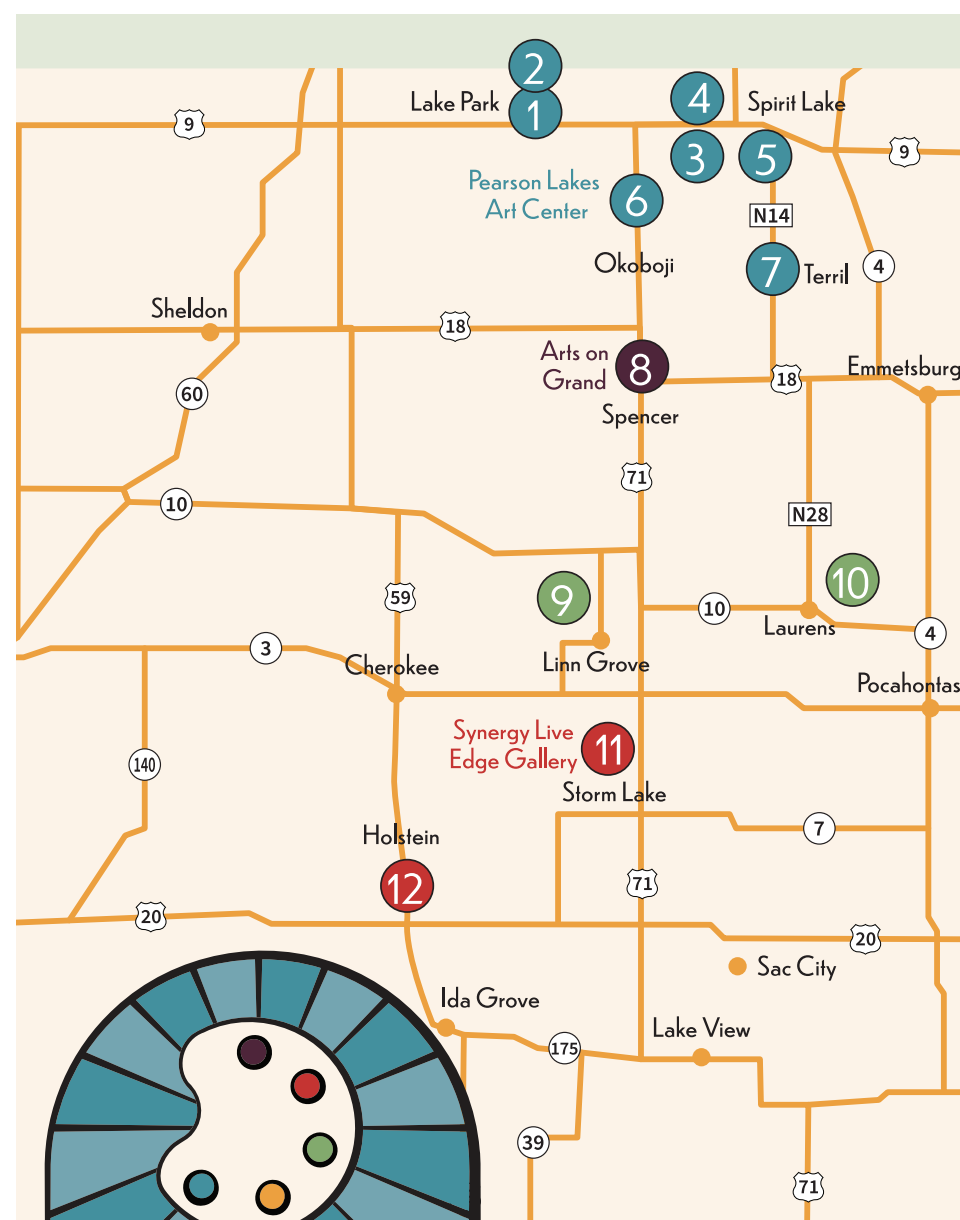 2
4
Lake Park
1
Spirit Lake
9
3
5
9
Pearson Lakes
Art Center
6
N14
Okoboji
7
Terril
4
Sheldon
18
Arts on
Grand
8
18
Emmetsburg
60
Spencer
71
10
N28
9
10
59
10
Laurens
4
3
Cherokee
Linn Grove
Pocahontas
Synergy Live
Edge Gallery
11
140
Storm Lake
7
Holstein
12
71
20
20
Sac City
Ida Grove
Lake View
175
39
71